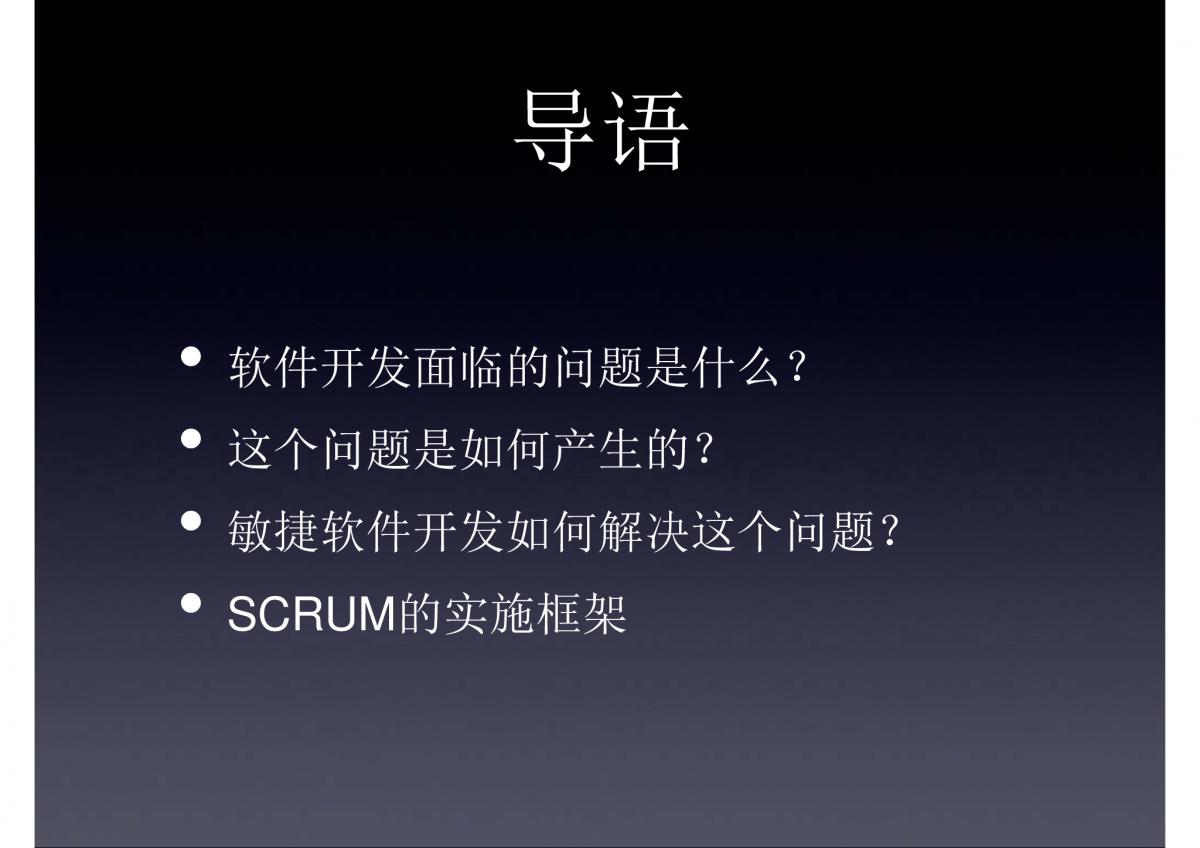 导语
• 软件开发面临的问题是什么？
• 这个问题是如何产生的？
• 敏捷软件开发如何解决这个问题？
• SCRUM的实施框架